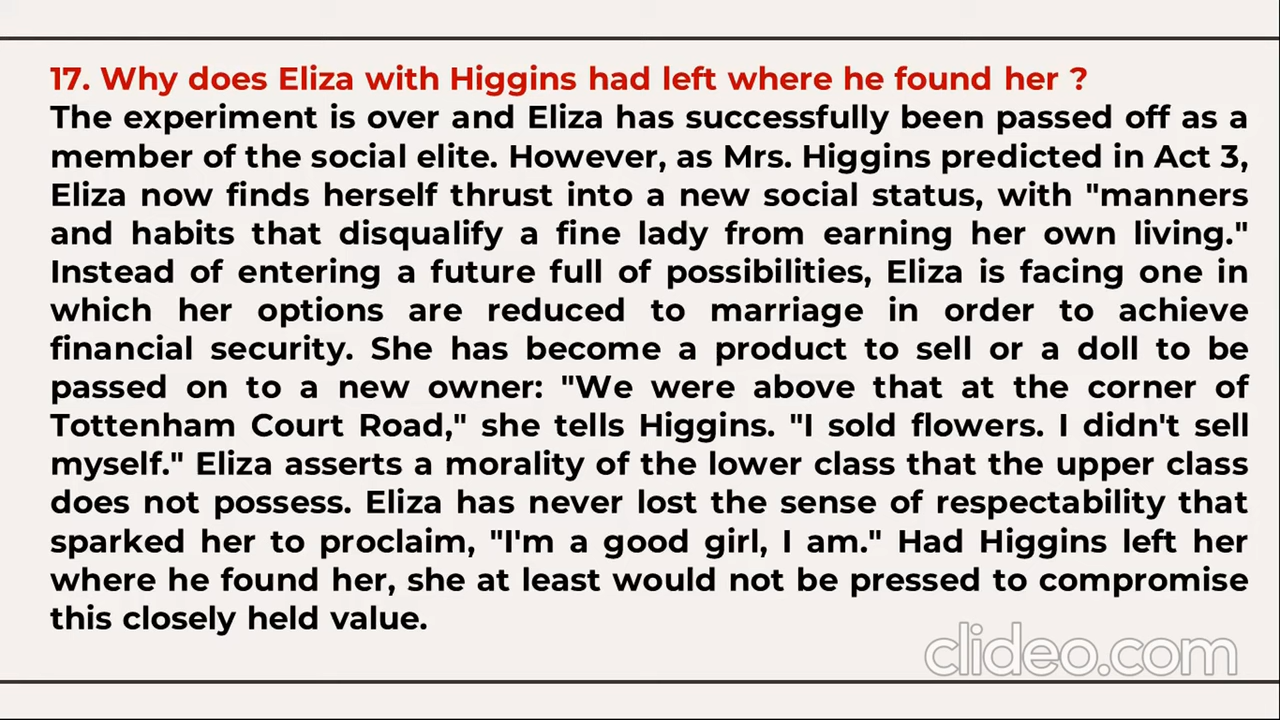 17. Why does Eliza with Higgins had left where he found her ?
The experiment is over and Eliza has successfully been passed off as a
member of the social elite. However, as Mrs. Higgins predicted in Act 3,
Eliza now finds herself thrust into a new social status, with "manners
and habits that disqualify a fine lady from earning her own living."
Instead of entering a future full of possibilities, Eliza is facing one in
which her options are reduced to marriage in order to achieve
financial security. She has become a product to sell or a doll to be
passed on to a new owner: "We were above that at the corner of
Tottenham Court Road," she tells Higgins. "I sold flowers. I didn't sell
myself." Eliza asserts a morality of the lower class that the upper class
does not possess. Eliza has never lost the sense of respectability that
sparked her to proclaim, "I'm a good girl, I am." Had Higgins left her
where he found her, she at least would not be pressed to compromise
this closely held value.
clideo.com